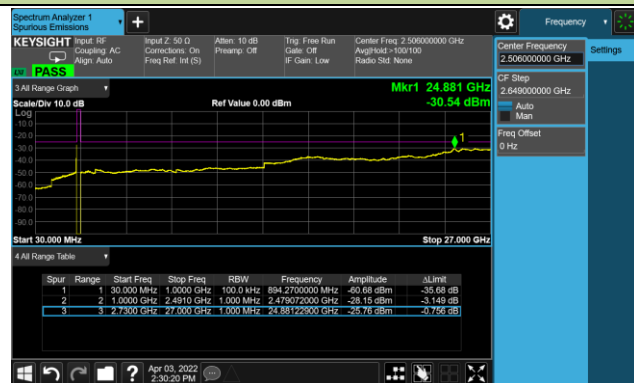 Spectrum Analyzer 1
Spurious Emissions
Frequency
KEYSIGHT Input: RF
Coupling: AC
Align: Auto
Input Z: 50 Ω
Corrections: On
Freq Ref: Int (S)
Atten: 10 dB
Preamp: Off
Trig: Free Run
Gate: Off
IF Gain: Low
Center Freq: 2.506000000 GHz
Avg|Hold:>100/100
Radio Std: None
LW PASS
Center Frequency
2.506000000 GHz
Settings
CF Step
2.649000000 GHz
Auto
Man
Freq Offset
0 Hz
3 All Range Graph
Mkr1 24.881 GHz
Scale/Div 10.0 dB
Ref Value 0.00 dBm
-30.54 dBm
Log
-10.0
-20.0
-30.0
-40.0
-50.0
-60.0
-70.0
-80.0
-90.0
1
Start 30.000 MHz
Stop 27.000 GHz
4 All Range Table
Spur Range Start Freq Stop Freq RBW Frequency Amplitude ΔLimit
1 1 30.000 MHz 1.0000 GHz 100.0 kHz 894.2700000 MHz -60.68 dBm -35.68 dB
2 2 1.0000 GHz 2.4910 GHz 1.000 MHz 2.479072000 GHz -28.15 dBm -3.149 dB
3 3 2.7300 GHz 27.000 GHz 1.000 MHz 24.88122900 GHz -25.76 dBm -0.756 dB
Apr 03, 2022
2:30:20 PM